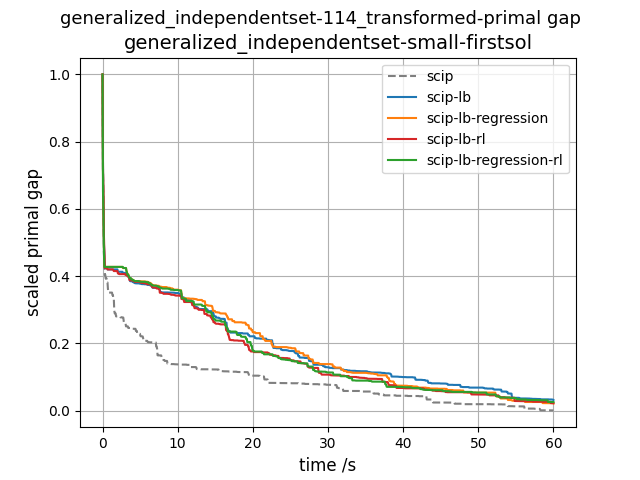 generalized_independentset-114_transformed-primal gap
generalized_independentset-small-firstsol
scip
scip-lb
scip-lb-regression
scip-lb-rl
scip-lb-regression-rl
scaled primal gap
1.0
0.8
0.6
0.4
0.2
0.0
0 10 20 30 40 50 60
time /s